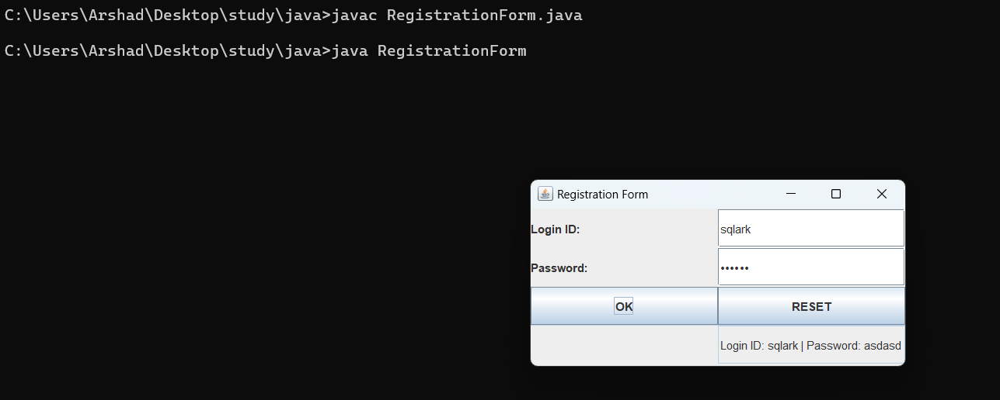 C:\Users\Arshad\Desktop\study\java>javac RegistrationForm.java
C:\Users\Arshad\Desktop\study\java>java RegistrationForm
Registration Form
Login ID:
sqlark
Password:
••••••
OK
RESET
Login ID: sqlark | Password: asdasd